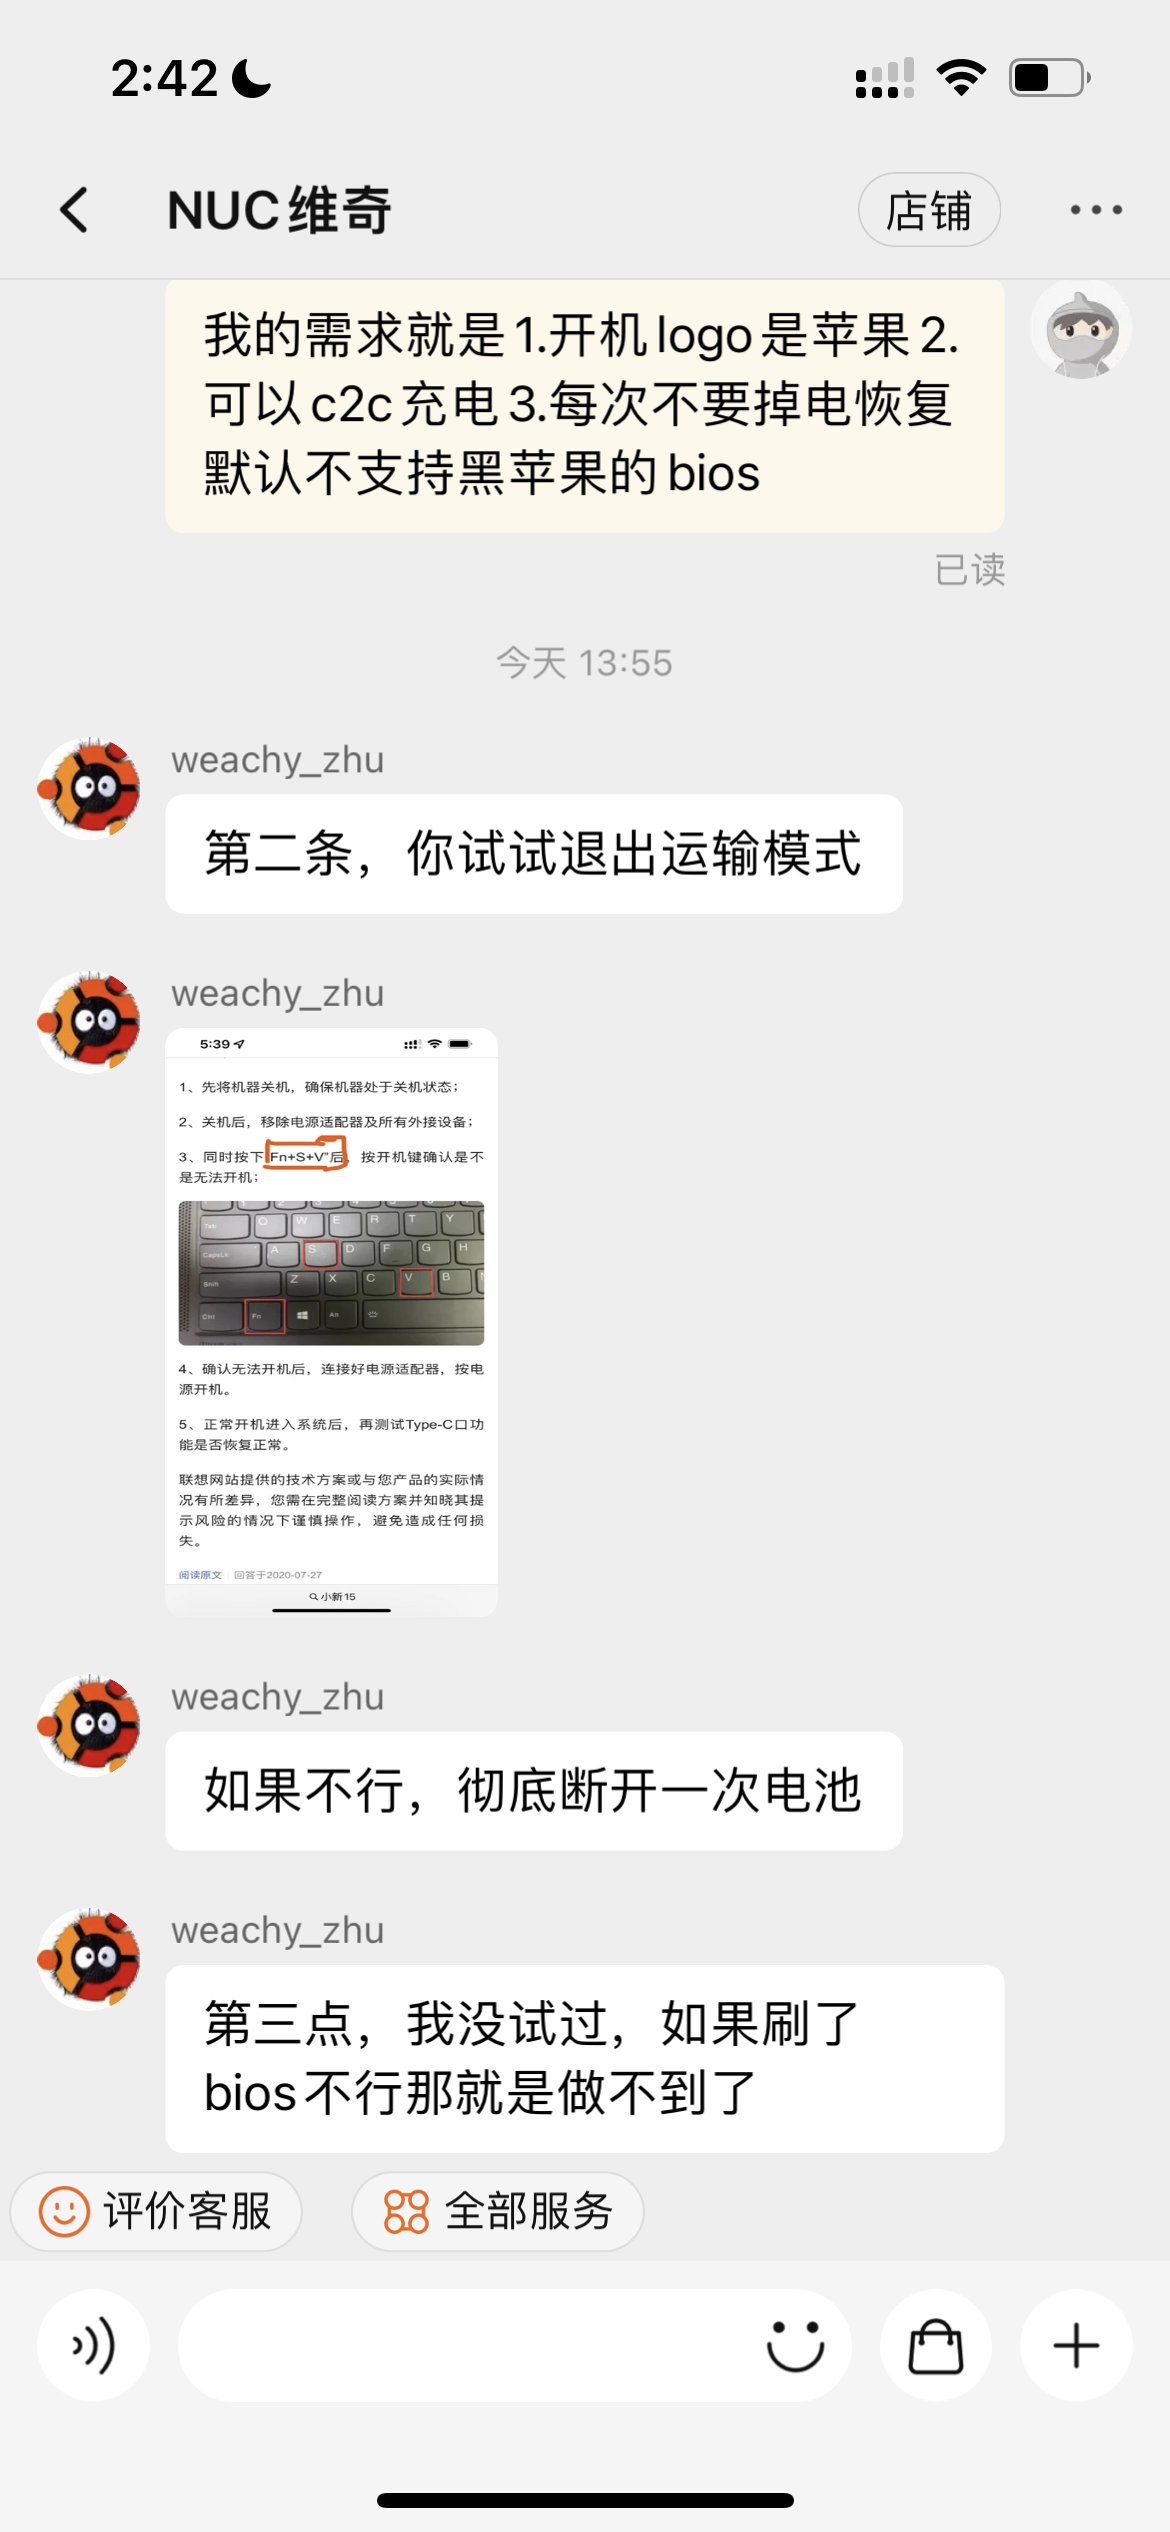 2:42
NUC维奇
店铺
我的需求就是1.开机logo是苹果2.
可以c2c充电3.每次不要掉电恢复
默认不支持黑苹果的bios
已读
今天 13:55
weachy_zhu
第二条，你试试退出运输模式
weachy_zhu
5:39
1、先将机器关机，确保机器处于关机状态；
2、关机后，移除电源适配器及所有外接设备；
3、同时按下"Fn+S+V"后，按开机键确认是不
是无法开机；
Tab Q W E R T Y
CapsLk A S D F G H
Shift Z X C V B
Ctrl Fn Alt
4、确认无法开机后，连接好电源适配器，按电
源开机。
5、正常开机进入系统后，再测试Type-C口功
能是否恢复正常。
联想网站提供的技术方案或与您产品的实际情
况有所差异，您需在完整阅读方案并知晓其提
示风险的情况下谨慎操作，避免造成任何损
失。
阅读原文 回答于2020-07-27
小新15
weachy_zhu
如果不行，彻底断开一次电池
weachy_zhu
第三点，我没试过，如果刷了
bios不行那就是做不到了
评价客服
全部服务